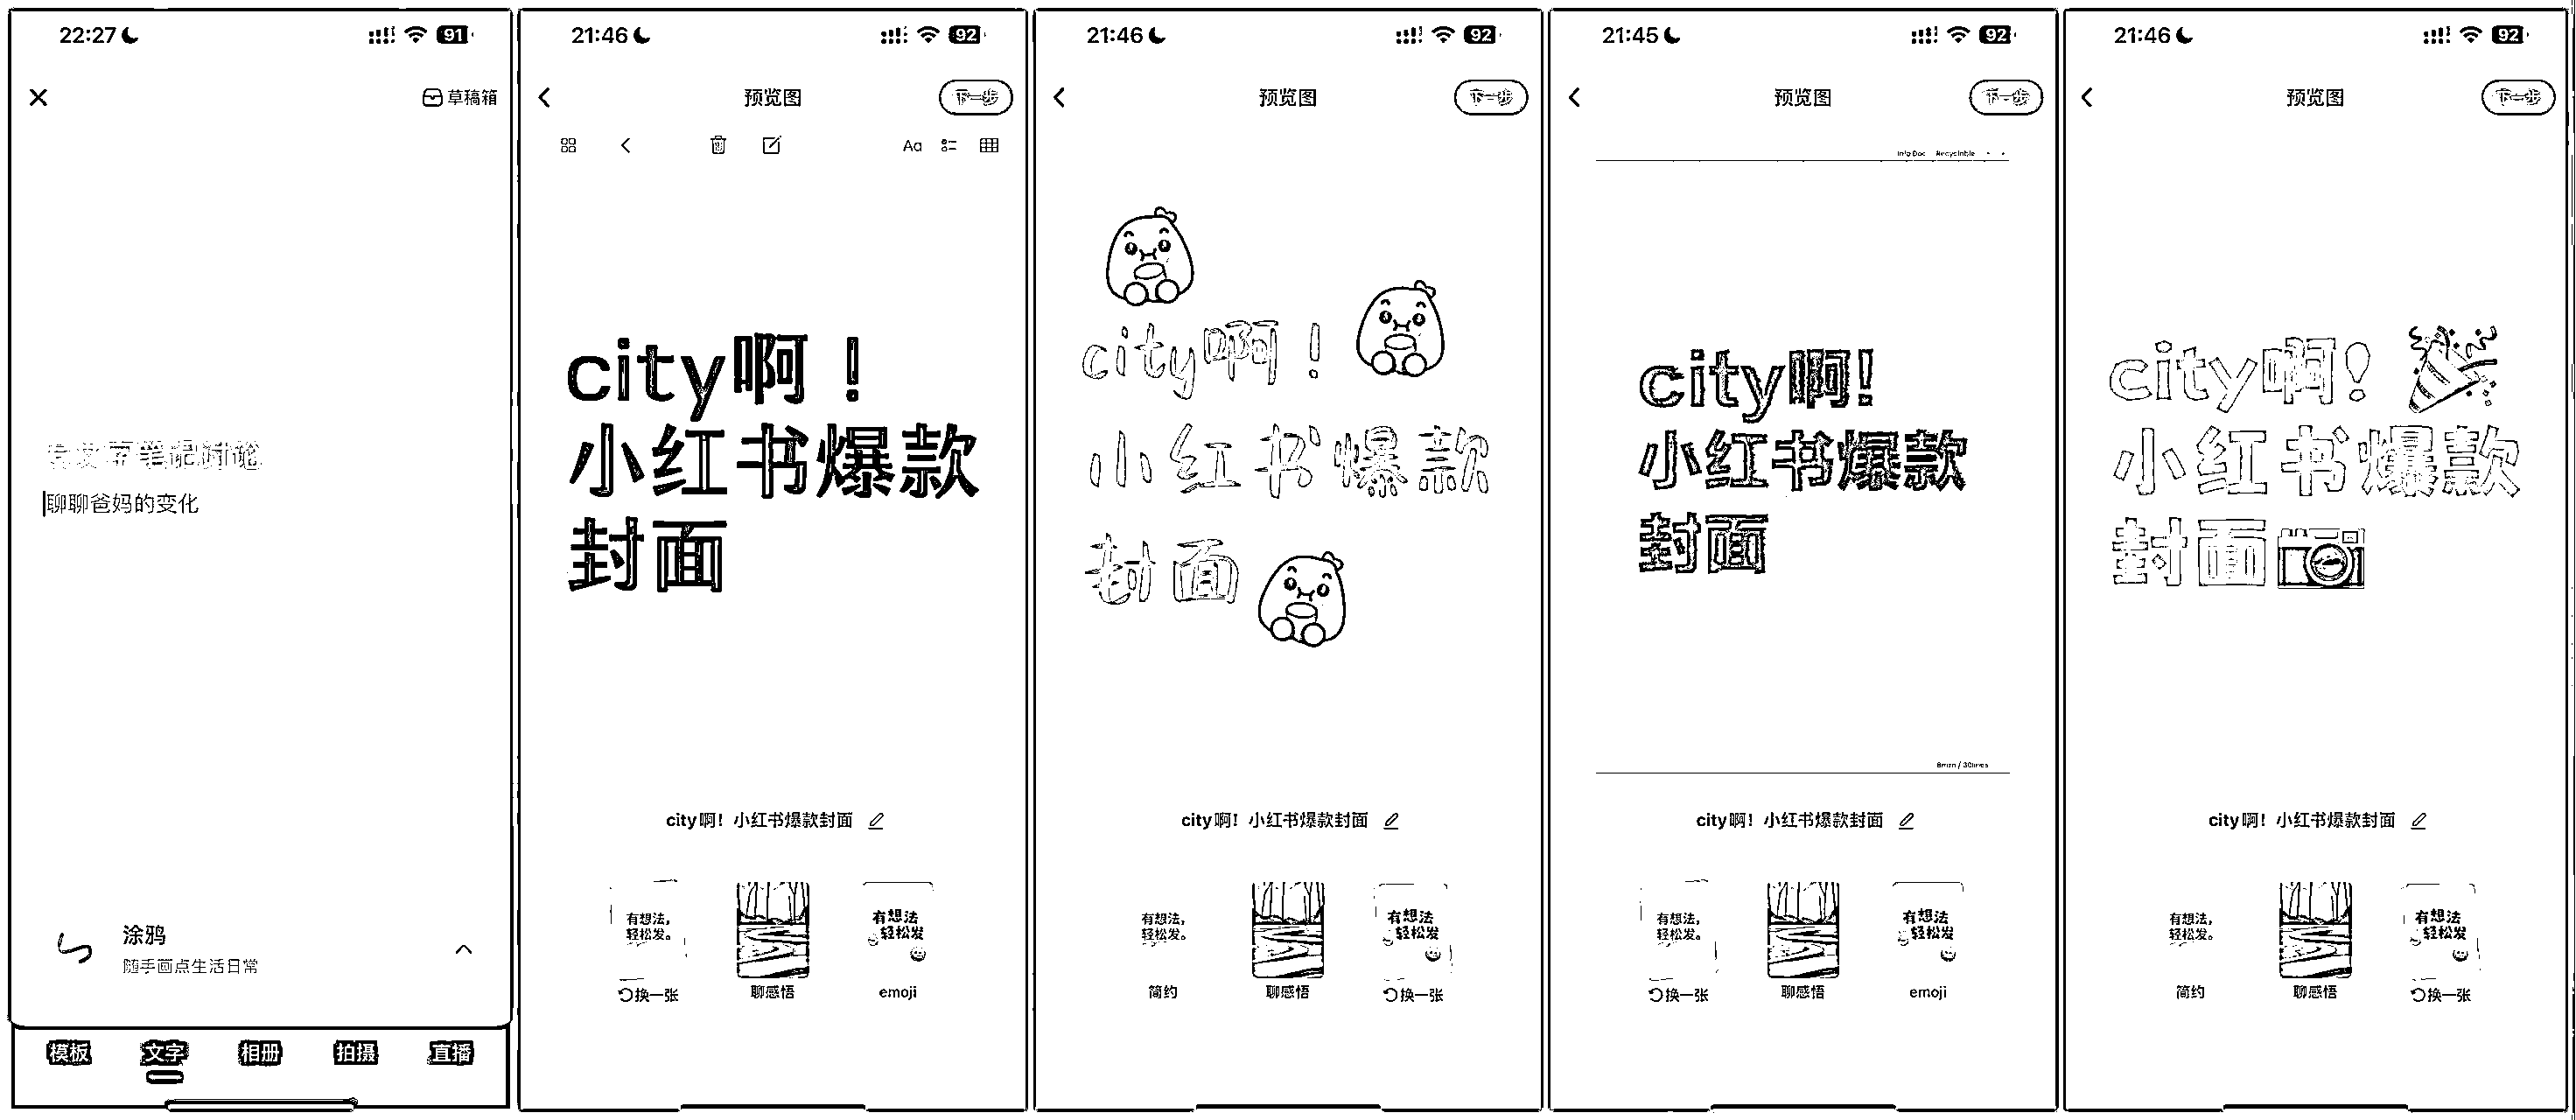 22:27
91
草稿箱
发文字笔记讨论
聊聊爸妈的变化
涂鸦
随手画点生活日常
模板
文字
相册
拍摄
直播
21:46
92
预览图
下一步
Aa
city啊！
小红书爆款
封面
city啊！小红书爆款封面
有想法，
轻松发。
换一张
聊感悟
有想法
轻松发
emoji
21:46
92
预览图
下一步
city啊！
小红书爆款
封面
city啊！小红书爆款封面
有想法，
轻松发。
简约
聊感悟
有想法
轻松发
换一张
21:45
92
预览图
下一步
city啊!
小红书爆款
封面
city啊！小红书爆款封面
有想法，
轻松发。
换一张
聊感悟
有想法
轻松发
emoji
21:46
92
预览图
下一步
city啊!
小红书爆款
封面
city啊！小红书爆款封面
有想法，
轻松发。
简约
聊感悟
有想法
轻松发
换一张